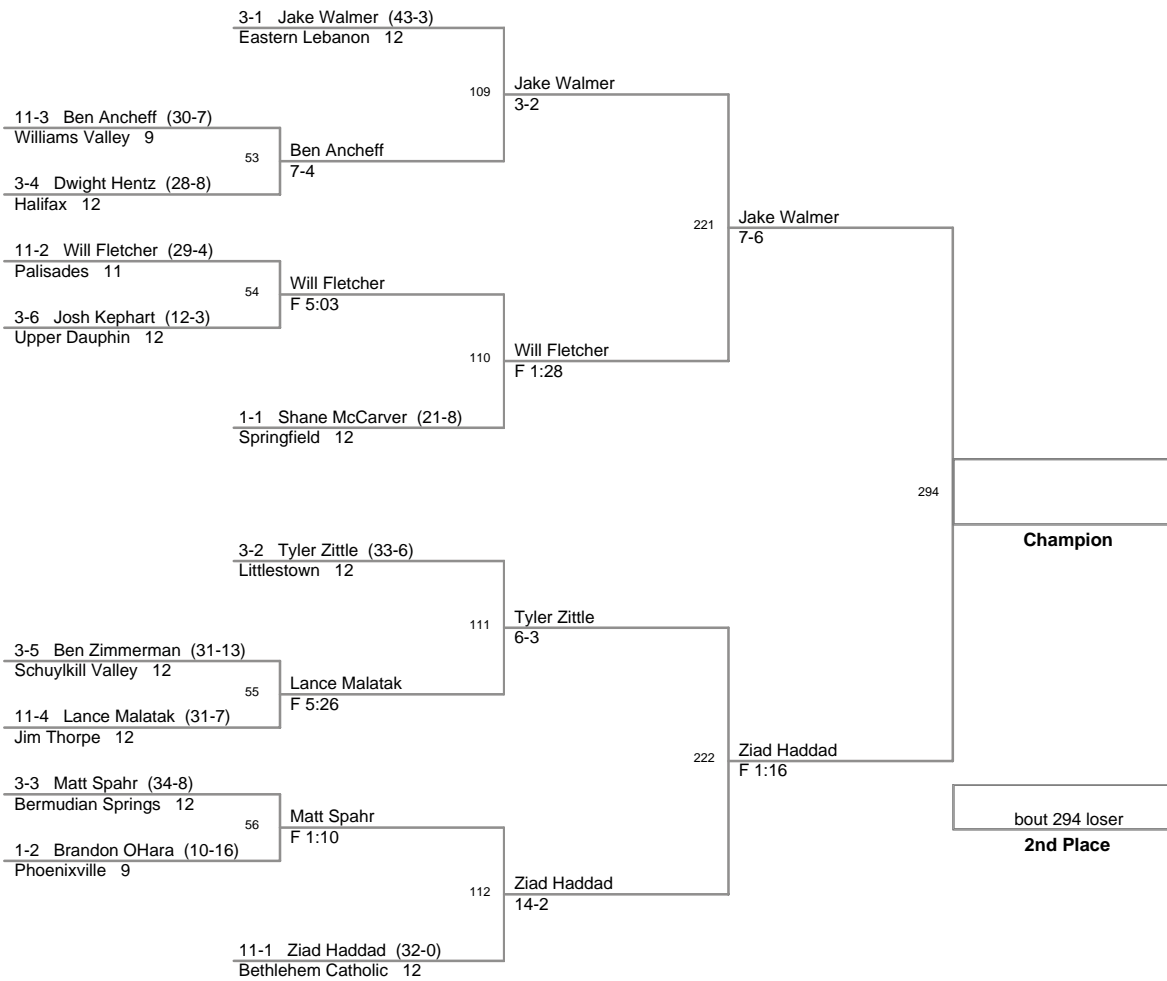 3-1 Jake Walmer (43-3)
Eastern Lebanon 12
109
Jake Walmer
3-2
11-3 Ben Ancheff (30-7)
Williams Valley 9
53
Ben Ancheff
7-4
3-4 Dwight Hentz (28-8)
Halifax 12
221
Jake Walmer
7-6
11-2 Will Fletcher (29-4)
Palisades 11
54
Will Fletcher
F 5:03
3-6 Josh Kephart (12-3)
Upper Dauphin 12
110
Will Fletcher
F 1:28
1-1 Shane McCarver (21-8)
Springfield 12
294
Champion
3-2 Tyler Zittle (33-6)
Littlestown 12
111
Tyler Zittle
6-3
3-5 Ben Zimmerman (31-13)
Schuylkill Valley 12
55
Lance Malatak
F 5:26
11-4 Lance Malatak (31-7)
Jim Thorpe 12
222
Ziad Haddad
F 1:16
3-3 Matt Spahr (34-8)
Bermudian Springs 12
56
Matt Spahr
F 1:10
bout 294 loser
2nd Place
1-2 Brandon OHara (10-16)
Phoenixville 9
112
Ziad Haddad
14-2
11-1 Ziad Haddad (32-0)
Bethlehem Catholic 12